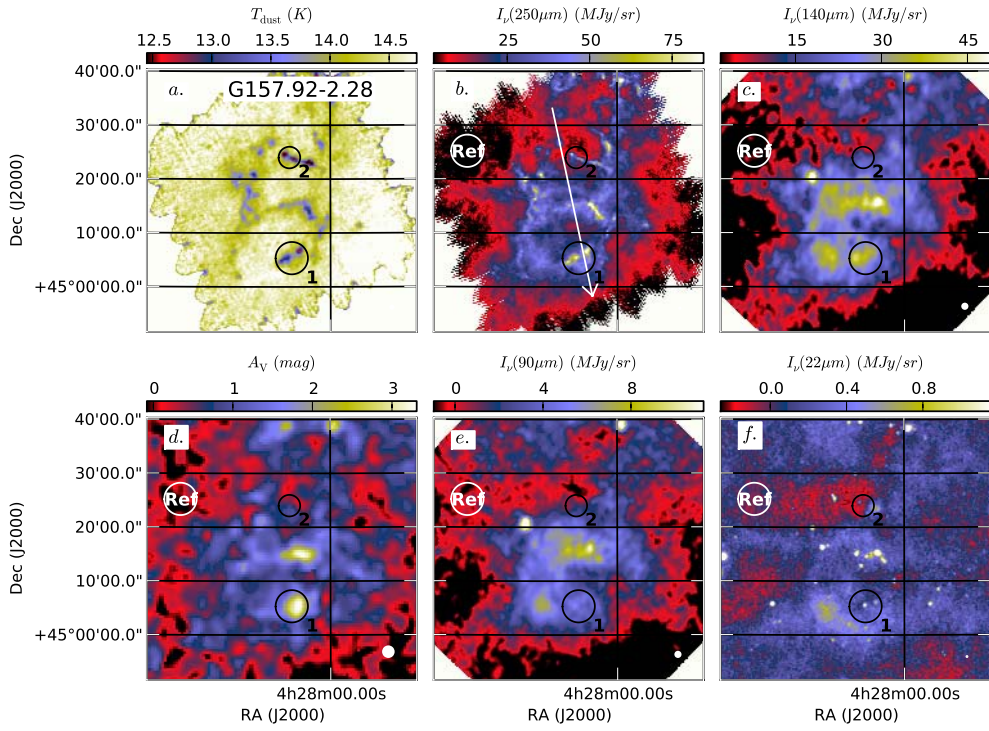 T_dust (K)
I_ν(250μm) (MJy/sr)
I_ν(140μm) (MJy/sr)
12.5 13.0 13.5 14.0 14.5
25 50 75
15 30 45
40'00.0"
30'00.0"
20'00.0"
10'00.0"
+45°00'00.0"
Dec (J2000)
a. G157.92-2.28
2
1
b.
Ref
2
1
c.
Ref
2
1
A_V (mag)
I_ν(90μm) (MJy/sr)
I_ν(22μm) (MJy/sr)
0 1 2 3
0 4 8
0.0 0.4 0.8
40'00.0"
30'00.0"
20'00.0"
10'00.0"
+45°00'00.0"
Dec (J2000)
d.
Ref
2
1
e.
Ref
2
1
f.
Ref
2
1
4h28m00.00s
4h28m00.00s
4h28m00.00s
RA (J2000)
RA (J2000)
RA (J2000)